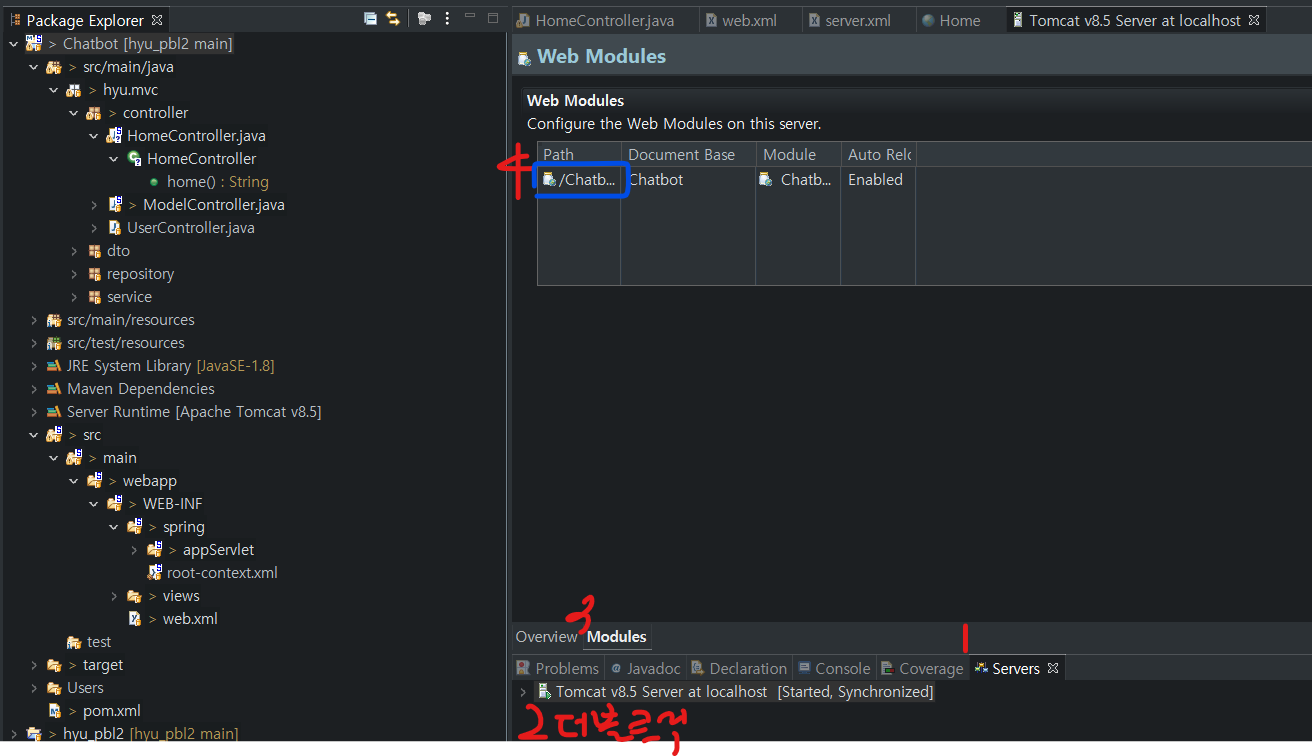 Package Explorer
> Chatbot [hyu_pbl2 main]
> src/main/java
> hyu.mvc
> controller
HomeController.java
HomeController
home() : String
> ModelController.java
UserController.java
dto
repository
service
src/main/resources
src/test/resources
JRE System Library [JavaSE-1.8]
Maven Dependencies
Server Runtime [Apache Tomcat v8.5]
> src
> main
> webapp
> WEB-INF
> spring
> appServlet
root-context.xml
> views
> web.xml
test
> target
Users
> pom.xml
> hyu_pbl2 [hyu_pbl2 main]
HomeController.java web.xml server.xml Home Tomcat v8.5 Server at localhost
Web Modules
Web Modules
Configure the Web Modules on this server.
Path Document Base Module Auto Relc
4
/Chatb... Chatbot Chatb... Enabled
3
Overview Modules
1
Problems Javadoc Declaration Console Coverage Servers
Tomcat v8.5 Server at localhost [Started, Synchronized]
2 더블클릭